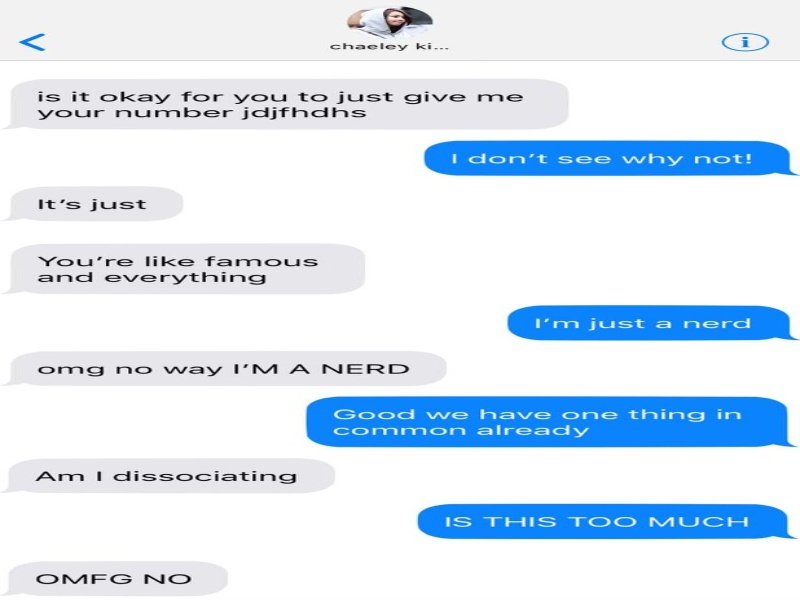 chaeley ki...
is it okay for you to just give me
your number jdjfhdhs
I don't see why not!
It's just
You're like famous
and everything
I'm just a nerd
omg no way I'M A NERD
Good we have one thing in
common already
Am I dissociating
IS THIS TOO MUCH
OMFG NO